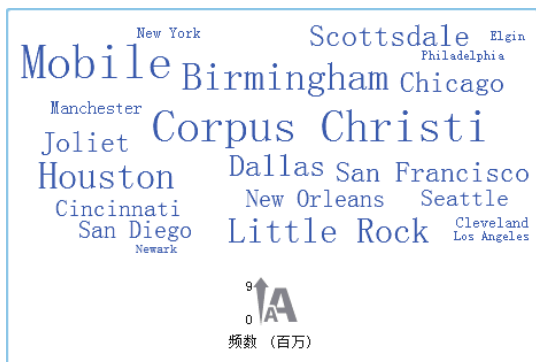 New York
Scottsdale
Elgin
Mobile
Philadelphia
Birmingham
Chicago
Manchester
Corpus Christi
Joliet
Dallas
San Francisco
Houston
New Orleans
Seattle
Cincinnati
San Diego
Little Rock
Cleveland
Los Angeles
Newark
9
0
AA
频数 （百万）